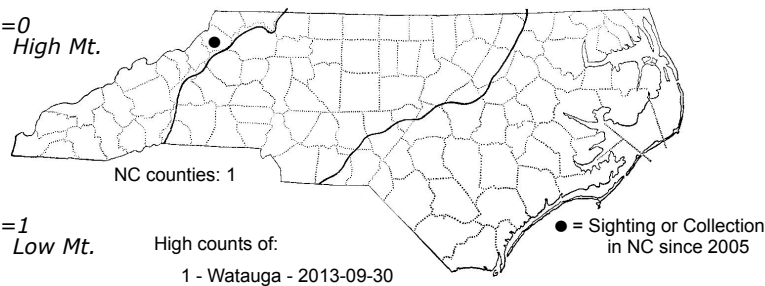 =0
High Mt.
NC counties: 1
=1
Low Mt.
High counts of:
1 - Watauga - 2013-09-30
● = Sighting or Collection
in NC since 2005